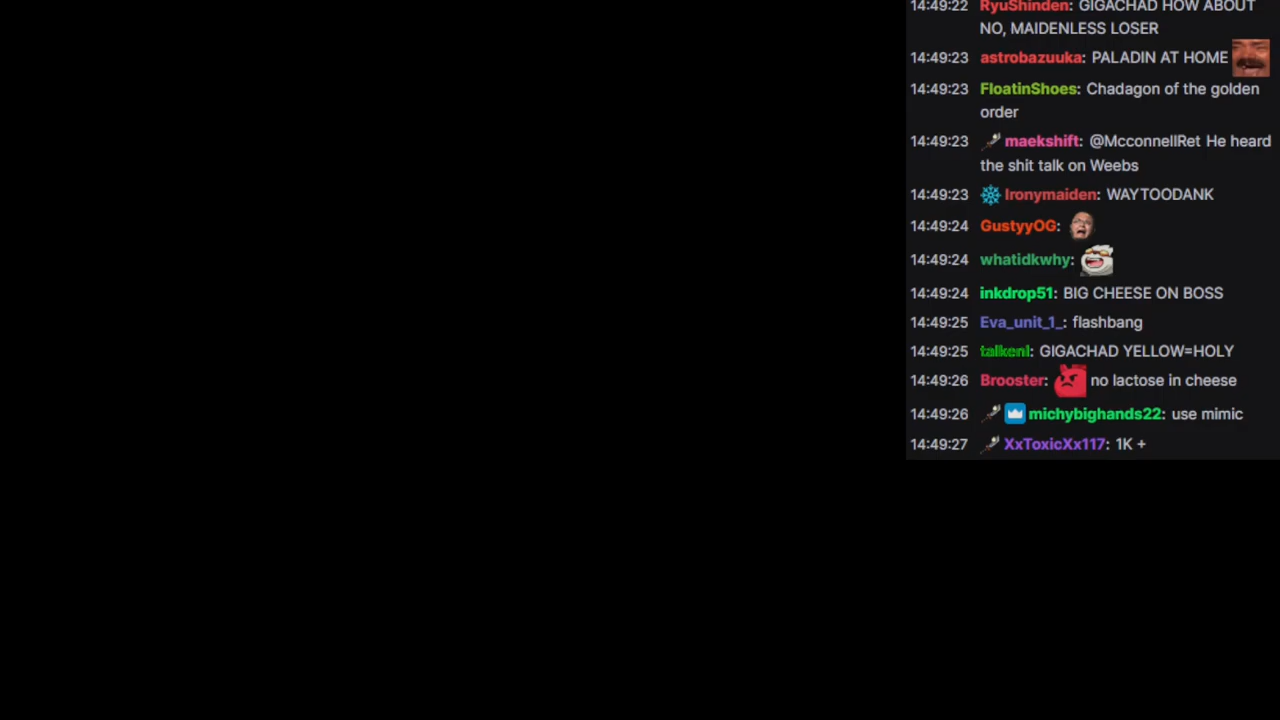 14:49:22 RyuShinden: GIGACHAD HOW ABOUT
NO, MAIDENLESS LOSER
14:49:23 astrobazuuka: PALADIN AT HOME
14:49:23 FloatinShoes: Chadagon of the golden
order
14:49:23 maekshift: @McconnellRet He heard
the shit talk on Weebs
14:49:23 Ironymaiden: WAYTOODANK
14:49:24 GustyyOG:
14:49:24 whatidkwhy:
14:49:24 inkdrop51: BIG CHEESE ON BOSS
14:49:25 Eva_unit_1_: flashbang
14:49:25 talkenl: GIGACHAD YELLOW=HOLY
14:49:26 Brooster: no lactose in cheese
14:49:26 michybighands22: use mimic
14:49:27 XxToxicXx117: 1K +